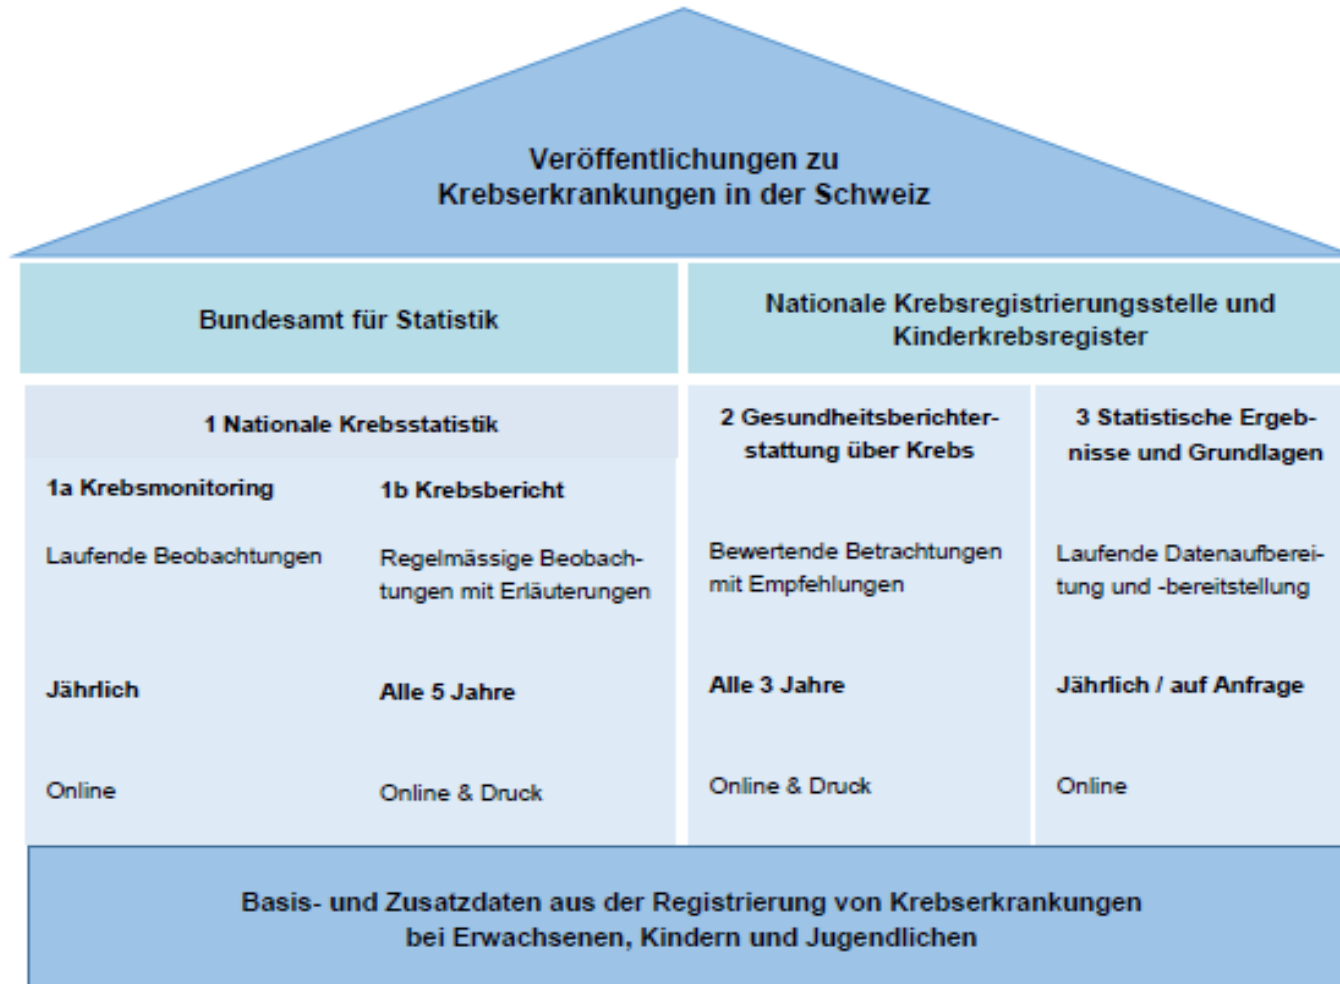 Veröffentlichungen zu
Krebserkrankungen in der Schweiz
Bundesamt für Statistik
Nationale Krebsregistrierungsstelle und
Kinderkrebsregister
1 Nationale Krebsstatistik
1a Krebsmonitoring
Laufende Beobachtungen
Jährlich
Online
1b Krebsbericht
Regelmässige Beobach-
tungen mit Erläuterungen
Alle 5 Jahre
Online & Druck
2 Gesundheitsberichter-
stattung über Krebs
Bewertende Betrachtungen
mit Empfehlungen
Alle 3 Jahre
Online & Druck
3 Statistische Ergeb-
nisse und Grundlagen
Laufende Datenaufberei-
tung und -bereitstellung
Jährlich / auf Anfrage
Online
Basis- und Zusatzdaten aus der Registrierung von Krebserkrankungen
bei Erwachsenen, Kindern und Jugendlichen